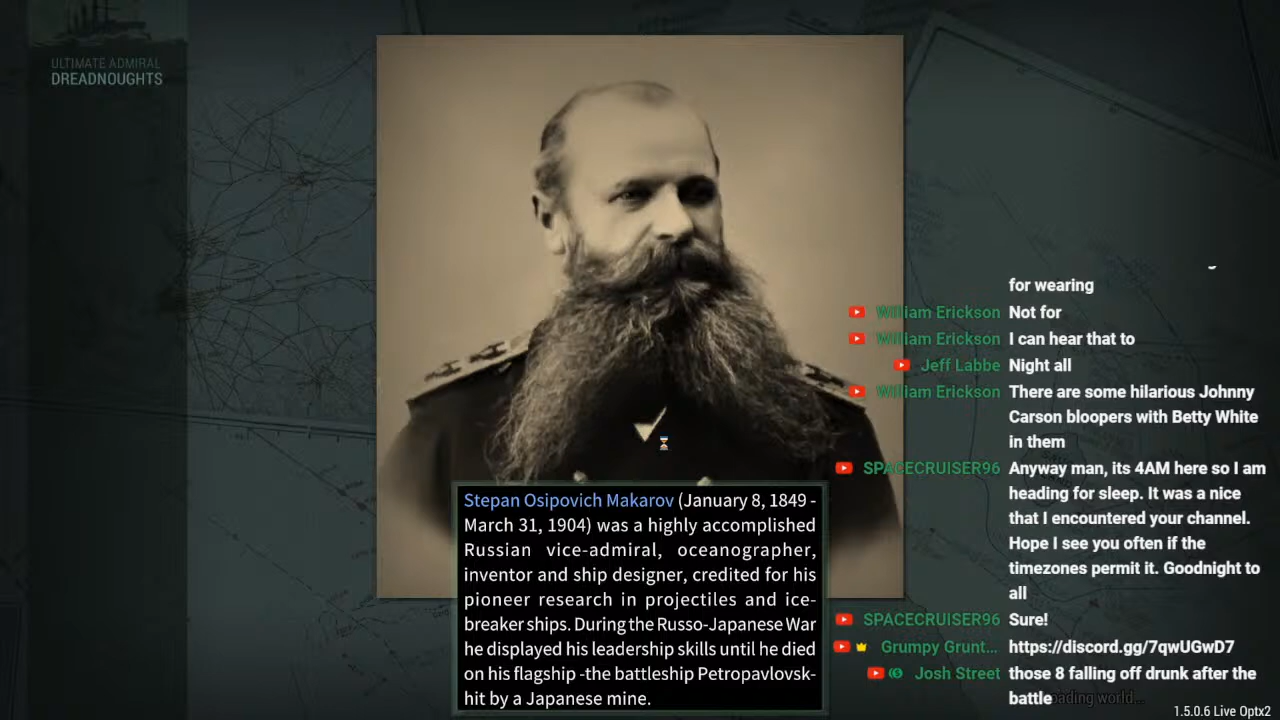 ULTIMATE ADMIRAL
DREADNOUGHTS
Stepan Osipovich Makarov (January 8, 1849 -
March 31, 1904) was a highly accomplished
Russian vice-admiral, oceanographer,
inventor and ship designer, credited for his
pioneer research in projectiles and ice-
breaker ships. During the Russo-Japanese War
he displayed his leadership skills until he died
on his flagship -the battleship Petropavlovsk-
hit by a Japanese mine.
for wearing
William Erickson Not for
William Erickson I can hear that to
Jeff Labbe Night all
William Erickson There are some hilarious Johnny
Carson bloopers with Betty White
in them
SPACECRUISER96 Anyway man, its 4AM here so I am
heading for sleep. It was a nice
that I encountered your channel.
Hope I see you often if the
timezones permit it. Goodnight to
all
SPACECRUISER96 Sure!
Grumpy Grunt... https://discord.gg/7qwUGwD7
Josh Street those 8 falling off drunk after the
battle
world...
1.5.0.6 Live Optx2